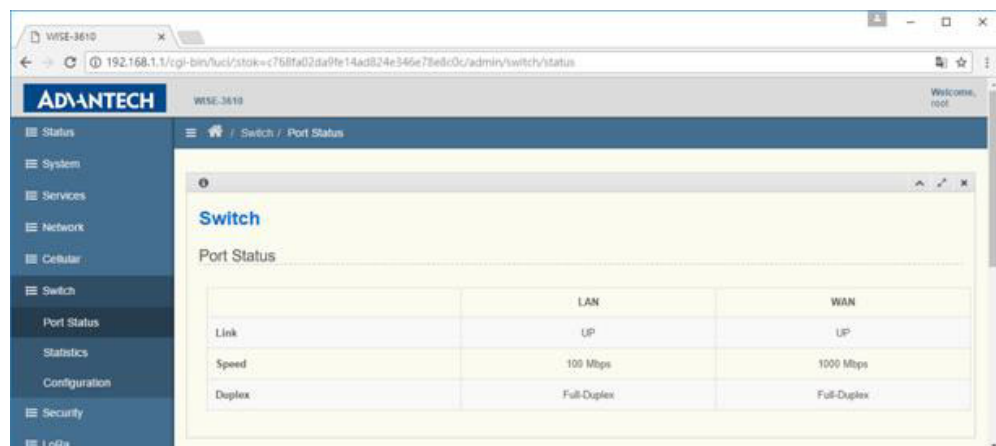 WISE-3610
192.168.1.1/cgi-bin/luci/;stok=c768fa02da9fe14ad824e346e78e8c0c/admin/switch/status
ADVANTECH
WISE-3610
Welcome,
root
Status
/ Switch / Port Status
System
Services
Network
Cellular
Switch
Port Status
Statistics
Configuration
Security
LoRa
Switch
Port Status
LAN WAN
Link UP UP
Speed 100 Mbps 1000 Mbps
Duplex Full-Duplex Full-Duplex